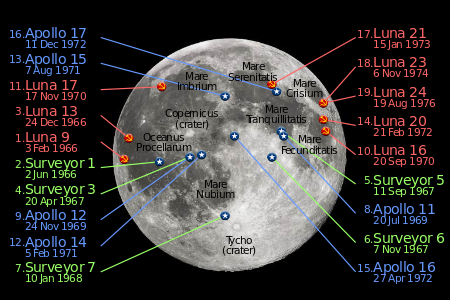 16.Apollo 17
11 Dec 1972
13.Apollo 15
7 Aug 1971
11.Luna 17
17 Nov 1970
3.Luna 13
24 Dec 1966
1.Luna 9
3 Feb 1966
2.Surveyor 1
2 Jun 1966
4.Surveyor 3
20 Apr 1967
9.Apollo 12
24 Nov 1969
12.Apollo 14
5 Feb 1971
7.Surveyor 7
10 Jan 1968
Mare
Imbrium
Mare
Serenitatis
Mare
Crisium
Copernicus
(crater)
Mare
Tranquillitatis
Oceanus
Procellarum
Mare
Fecunditatis
Mare
Nubium
Tycho
(crater)
17.Luna 21
15 Jan 1973
18.Luna 23
6 Nov 1974
19.Luna 24
19 Aug 1976
14.Luna 20
21 Feb 1972
10.Luna 16
20 Sep 1970
5.Surveyor 5
11 Sep 1967
8.Apollo 11
20 Jul 1969
6.Surveyor 6
7 Nov 1967
15.Apollo 16
27 Apr 1972